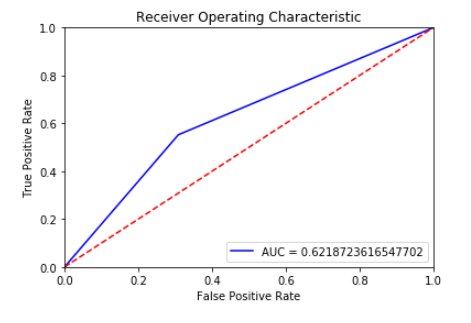 Receiver Operating Characteristic
1.0
0.8
0.6
0.4
0.2
0.0
True Positive Rate
AUC = 0.6218723616547702
0.0 0.2 0.4 0.6 0.8 1.0
False Positive Rate